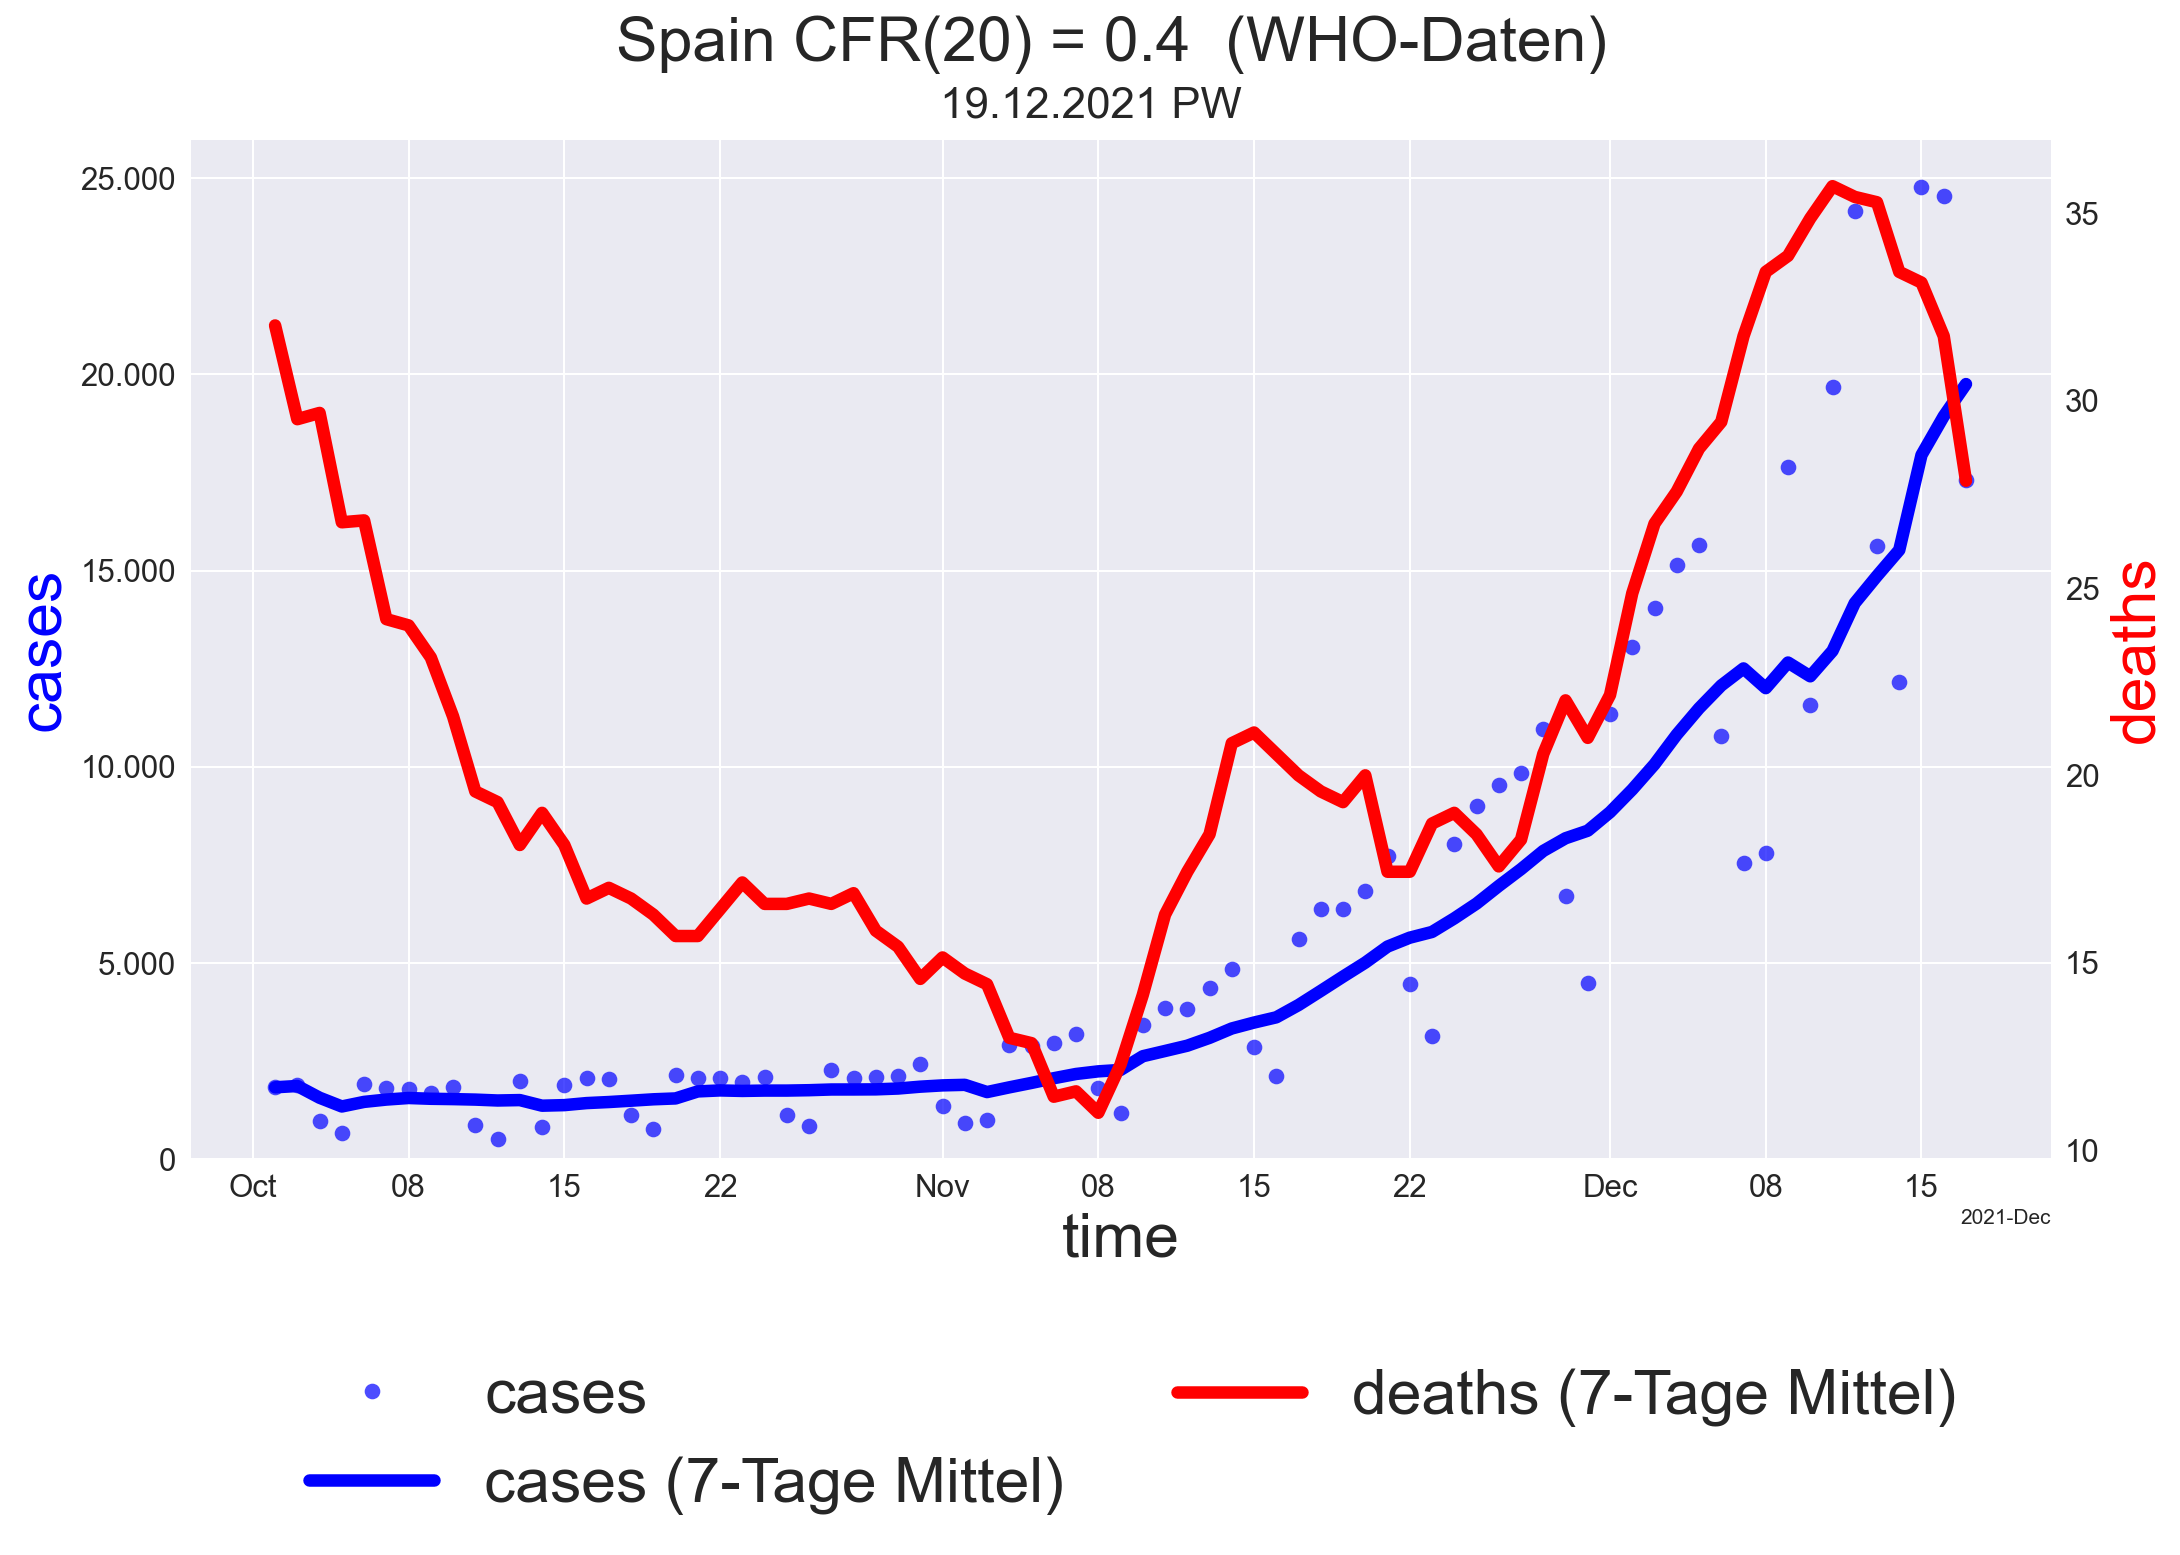 Spain CFR(20) = 0.4  (WHO-Daten)
19.12.2021 PW
25.000
20.000
15.000
10.000
5.000
0
cases
35
30
25
20
15
10
deaths
Oct 08 15 22 Nov 08 15 22 Dec 08 15
2021-Dec
time
cases
cases (7-Tage Mittel)
deaths (7-Tage Mittel)